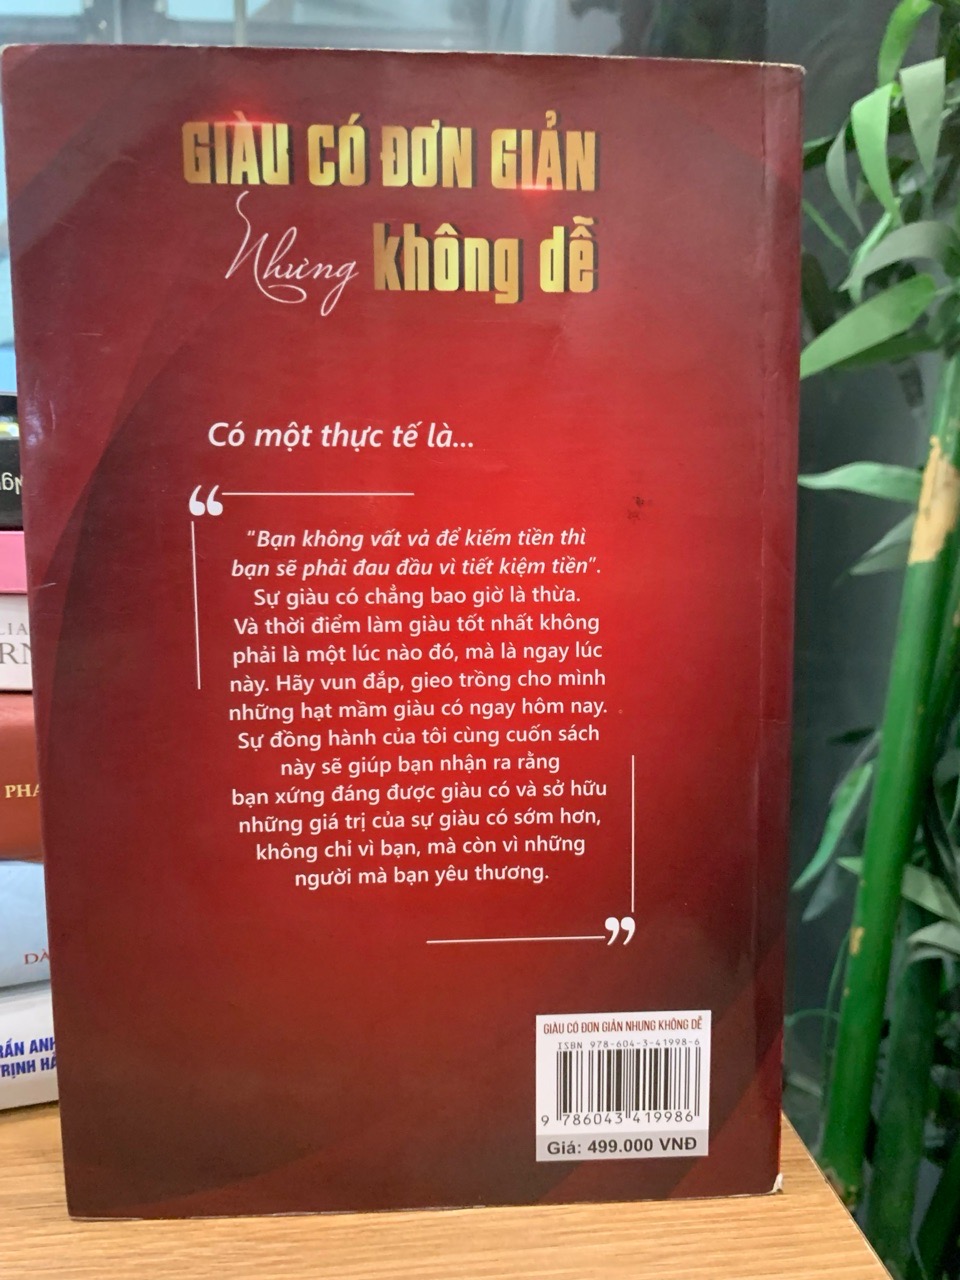 GIÀU CÓ ĐƠN GIẢN
Nhưng không dễ
Có một thực tế là...
“
"Bạn không vất vả để kiếm tiền thì
bạn sẽ phải đau đầu vì tiết kiệm tiền".
Sự giàu có chẳng bao giờ là thừa.
Và thời điểm làm giàu tốt nhất không
phải là một lúc nào đó, mà là ngay lúc
này. Hãy vun đắp, gieo trồng cho mình
những hạt mầm giàu có ngay hôm nay.
Sự đồng hành của tôi cùng cuốn sách
này sẽ giúp bạn nhận ra rằng
bạn xứng đáng được giàu có và sở hữu
những giá trị của sự giàu có sớm hơn,
không chỉ vì bạn, mà còn vì những
người mà bạn yêu thương.
”
GIÀU CÓ ĐƠN GIẢN NHƯNG KHÔNG DỄ
ISBN 978-604-3-41998-6
9 786043 419986
Giá: 499.000 VNĐ
PHA
DÀ
RẦN ANH
TRỊNH HÀ